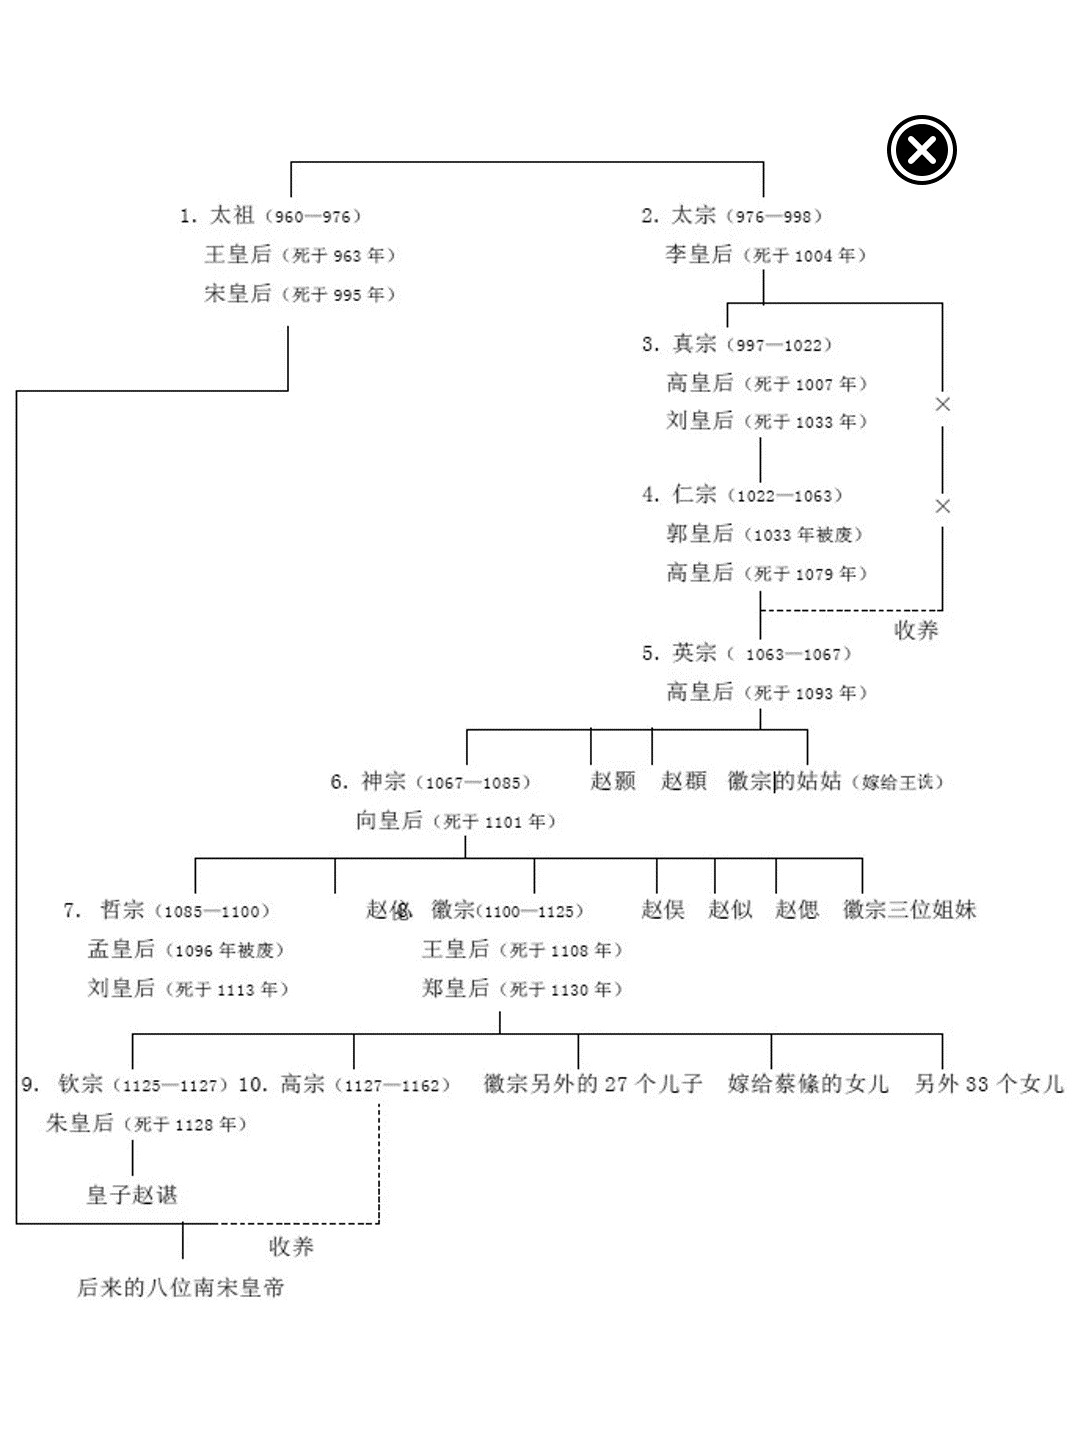 1. 太祖（960—976）
王皇后（死于 963 年）
宋皇后（死于 995 年）
2. 太宗（976—998）
李皇后（死于 1004 年）
3. 真宗（997—1022）
高皇后（死于 1007 年）
刘皇后（死于 1033 年）
4. 仁宗（1022—1063）
郭皇后（1033 年被废）
高皇后（死于 1079 年）
收养
5. 英宗（ 1063—1067）
高皇后（死于 1093 年）
6. 神宗（1067—1085）
向皇后（死于 1101 年）
赵颢
赵頵
徽宗的姑姑（嫁给王诜）
7. 哲宗（1085—1100）
孟皇后（1096 年被废）
刘皇后（死于 1113 年）
赵佖
8. 徽宗(1100—1125）
王皇后（死于 1108 年）
郑皇后（死于 1130 年）
赵俣
赵似
赵偲
徽宗三位姐妹
9. 钦宗（1125—1127）
朱皇后（死于 1128 年）
皇子赵谌
10. 高宗（1127—1162）
徽宗另外的 27 个儿子
嫁给蔡鞗的女儿
另外 33 个女儿
收养
后来的八位南宋皇帝